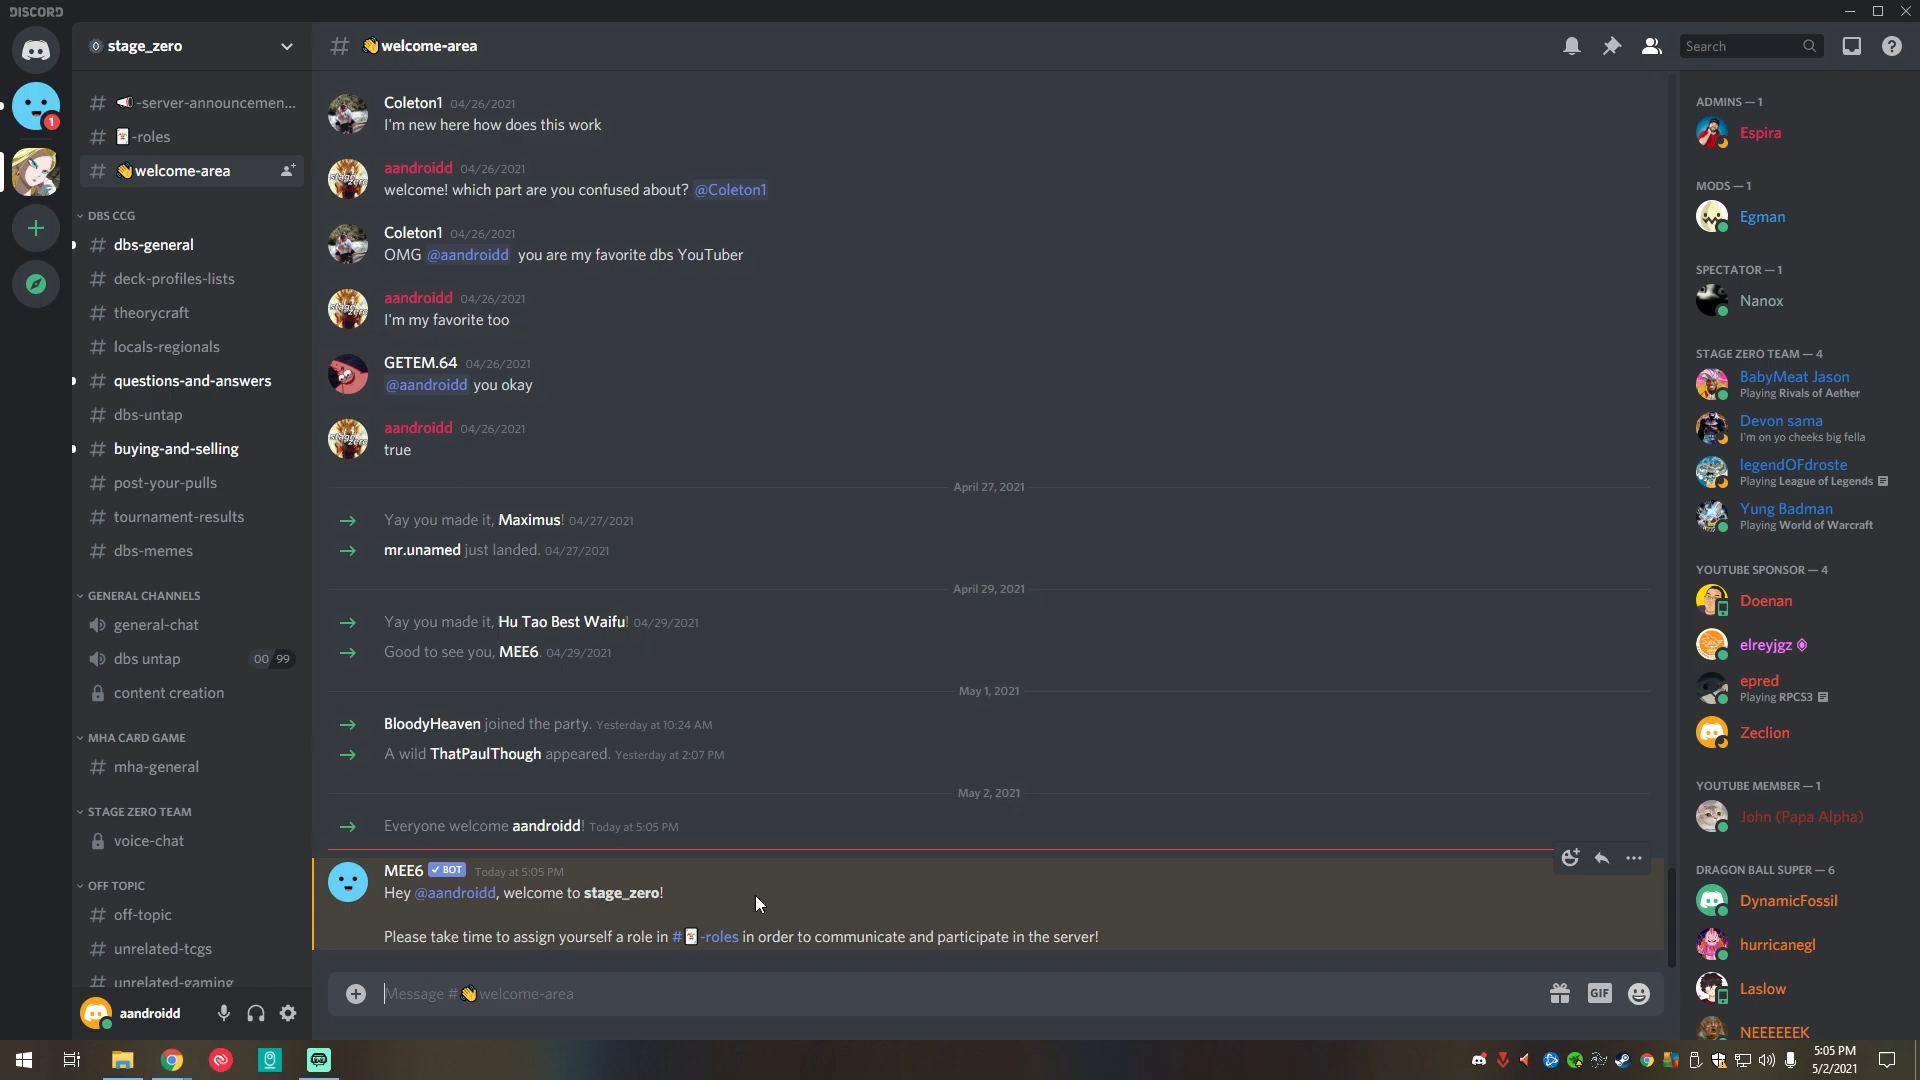 DISCORD
stage_zero
-server-announcemen...
-roles
welcome-area
DBS CCG
dbs-general
deck-profiles-lists
theorycraft
locals-regionals
questions-and-answers
dbs-untap
buying-and-selling
post-your-pulls
tournament-results
dbs-memes
GENERAL CHANNELS
general-chat
dbs untap 00 99
content creation
MHA CARD GAME
mha-general
STAGE ZERO TEAM
voice-chat
OFF TOPIC
off-topic
unrelated-tcgs
unrelated-gaming
aandroidd
# 👋welcome-area
Search
Coleton1 04/26/2021
I'm new here how does this work
aandroidd 04/26/2021
welcome! which part are you confused about? @Coleton1
Coleton1 04/26/2021
OMG @aandroidd you are my favorite dbs YouTuber
aandroidd 04/26/2021
I'm my favorite too
GETEM.64 04/26/2021
@aandroidd you okay
aandroidd 04/26/2021
true
April 27, 2021
Yay you made it, Maximus! 04/27/2021
mr.unamed just landed. 04/27/2021
April 29, 2021
Yay you made it, Hu Tao Best Waifu! 04/29/2021
Good to see you, MEE6. 04/29/2021
May 1, 2021
BloodyHeaven joined the party. Yesterday at 10:24 AM
A wild ThatPaulThough appeared. Yesterday at 2:07 PM
May 2, 2021
Everyone welcome aandroidd! Today at 5:05 PM
MEE6 ✓ BOT Today at 5:05 PM
Hey @aandroidd, welcome to stage_zero!
Please take time to assign yourself a role in #🃏-roles in order to communicate and participate in the server!
Message #👋welcome-area
GIF
ADMINS — 1
Espira
MODS — 1
Egman
SPECTATOR — 1
Nanox
STAGE ZERO TEAM — 4
BabyMeat Jason
Playing Rivals of Aether
Devon sama
I'm on yo cheeks big fella
legendOFdroste
Playing League of Legends
Yung Badman
Playing World of Warcraft
YOUTUBE SPONSOR — 4
Doenan
elreyjgz
epred
Playing RPCS3
Zeclion
YOUTUBE MEMBER — 1
John (Papa Alpha)
DRAGON BALL SUPER — 6
DynamicFossil
hurricanegl
Laslow
NEEEEEEK
1
5:05 PM
5/2/2021